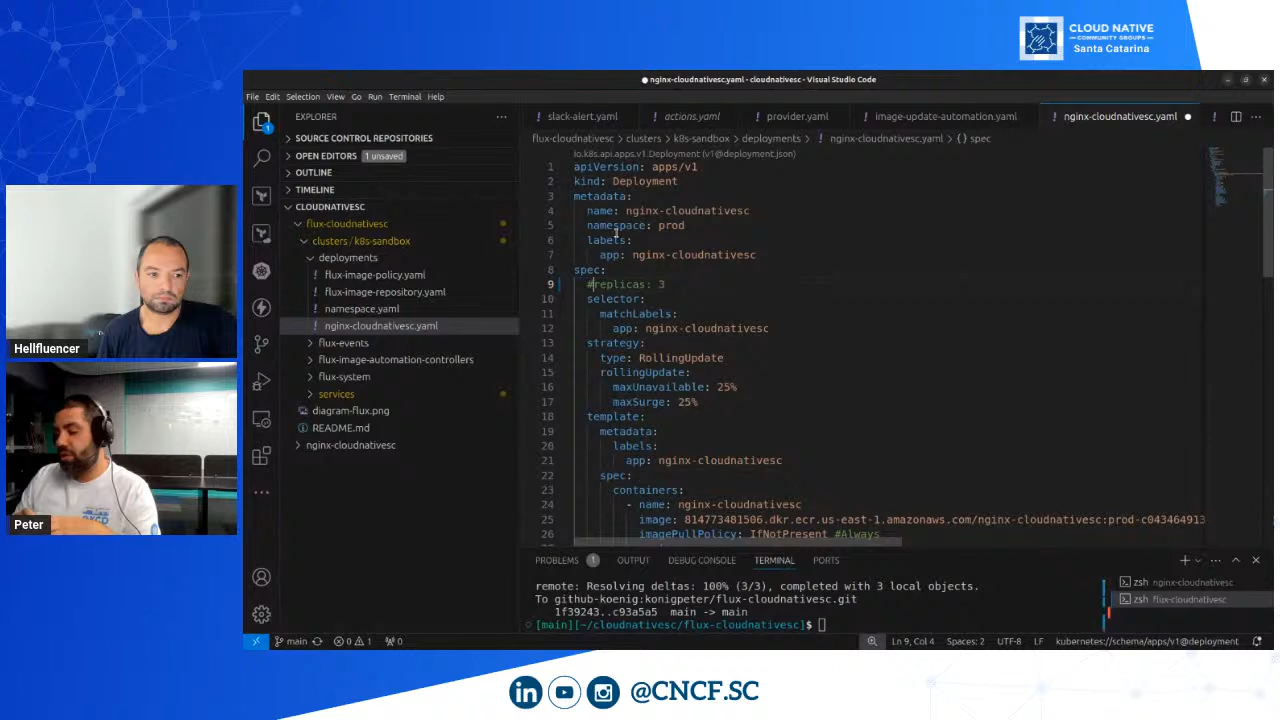 CLOUD NATIVE
COMMUNITY GROUPS
Santa Catarina
nginx-cloudnativesc.yaml - cloudnativesc - Visual Studio Code
File Edit Selection View Go Run Terminal Help
EXPLORER
SOURCE CONTROL REPOSITORIES
OPEN EDITORS 1 unsaved
OUTLINE
TIMELINE
CLOUDNATIVESC
flux-cloudnativesc
clusters / k8s-sandbox
deployments
! flux-image-policy.yaml
! flux-image-repository.yaml
! namespace.yaml
! nginx-cloudnativesc.yaml
flux-events
flux-image-automation-controllers
flux-system
services
diagram-flux.png
README.md
nginx-cloudnativesc
! slack-alert.yaml ! actions.yaml ! provider.yaml ! image-update-automation.yaml ! nginx-cloudnativesc.yaml !
flux-cloudnativesc > clusters > k8s-sandbox > deployments > ! nginx-cloudnativesc.yaml > {} spec
io.k8s.api.apps.v1.Deployment (v1@deployment.json)
1 apiVersion: apps/v1
2 kind: Deployment
3 metadata:
4 name: nginx-cloudnativesc
5 namespace: prod
6 labels:
7 app: nginx-cloudnativesc
8 spec:
9 #replicas: 3
10 selector:
11 matchLabels:
12 app: nginx-cloudnativesc
13 strategy:
14 type: RollingUpdate
15 rollingUpdate:
16 maxUnavailable: 25%
17 maxSurge: 25%
18 template:
19 metadata:
20 labels:
21 app: nginx-cloudnativesc
22 spec:
23 containers:
24 - name: nginx-cloudnativesc
25 image: 814773481506.dkr.ecr.us-east-1.amazonaws.com/nginx-cloudnativesc:prod-c043464913
26 imagePullPolicy: IfNotPresent #Always
PROBLEMS 1 OUTPUT DEBUG CONSOLE TERMINAL PORTS
remote: Resolving deltas: 100% (3/3), completed with 3 local objects.
To github-koenig:konigpeter/flux-cloudnativesc.git
1f39243..c93a5a5 main -> main
[main][~/cloudnativesc/flux-cloudnativesc]$
zsh nginx-cloudnativesc
zsh flux-cloudnativesc
main 0 1 0 Ln 9, Col 4 Spaces: 2 UTF-8 LF kubernetes://schema/apps/v1@deployment
Hellfluencer
Peter
@CNCF.SC